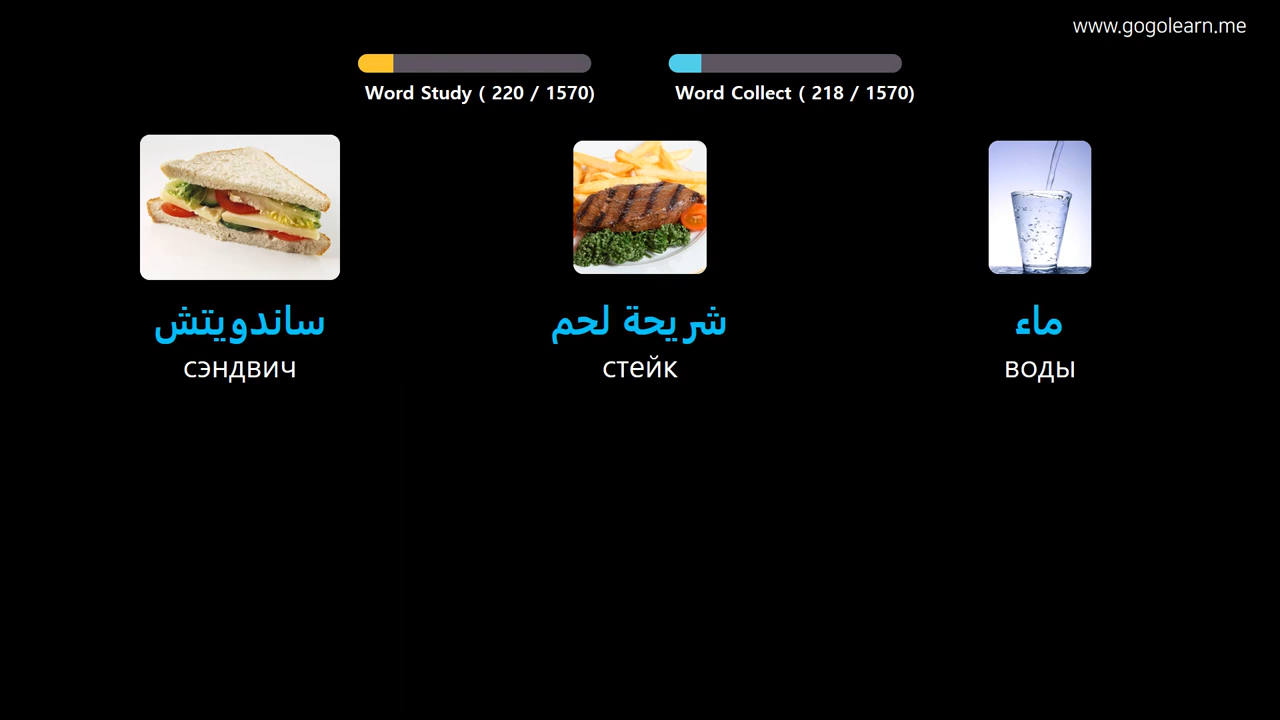 www.gogolearn.me
Word Study ( 220 / 1570)
Word Collect ( 218 / 1570)
ساندويتش
сэндвич
شريحة لحم
стейк
ماء
воды